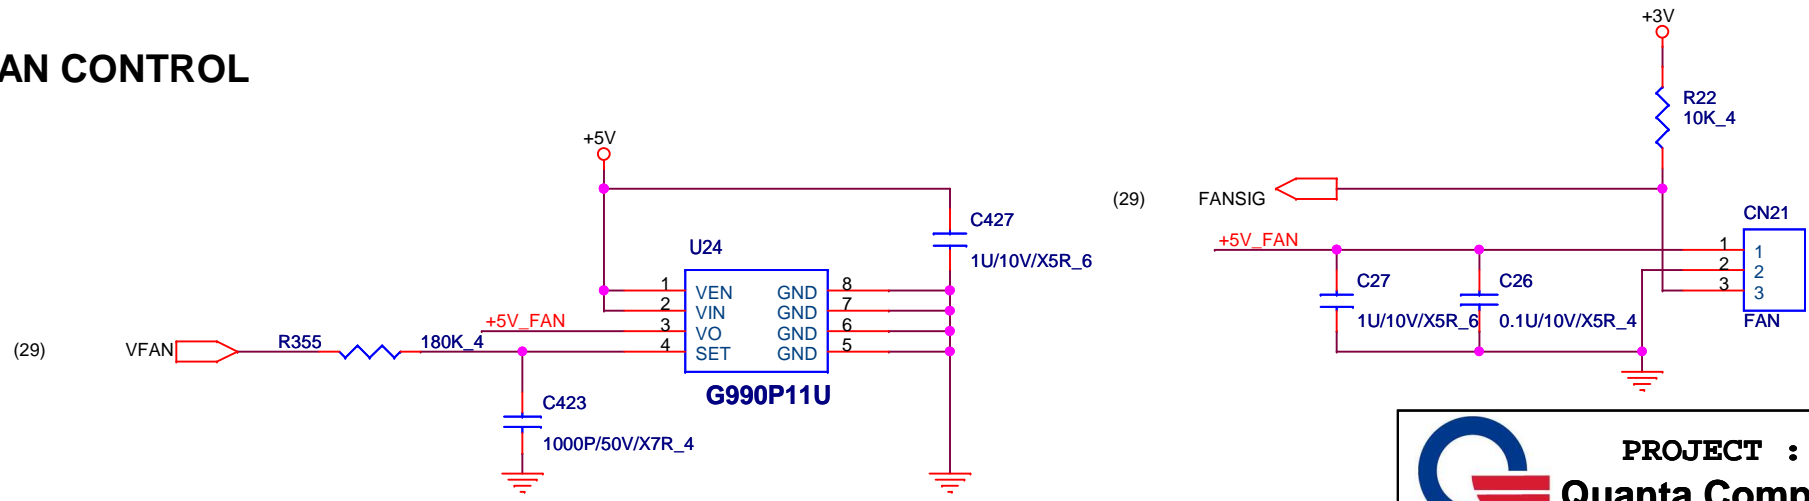 +3V
AN CONTROL
R22
10K_4
+5V
(29)
FANSIG
CN21
C427
1U/10V/X5R_6
U24
+5V_FAN
1
2
3
1
2
3
FAN
C27
1U/10V/X5R_6
C26
0.1U/10V/X5R_4
1
2
3
4
VEN
VIN
VO
SET
GND
GND
GND
GND
8
7
6
5
+5V_FAN
(29)
VFAN
R355
180K_4
G990P11U
C423
1000P/50V/X7R_4
PROJECT :
Quanta Comp